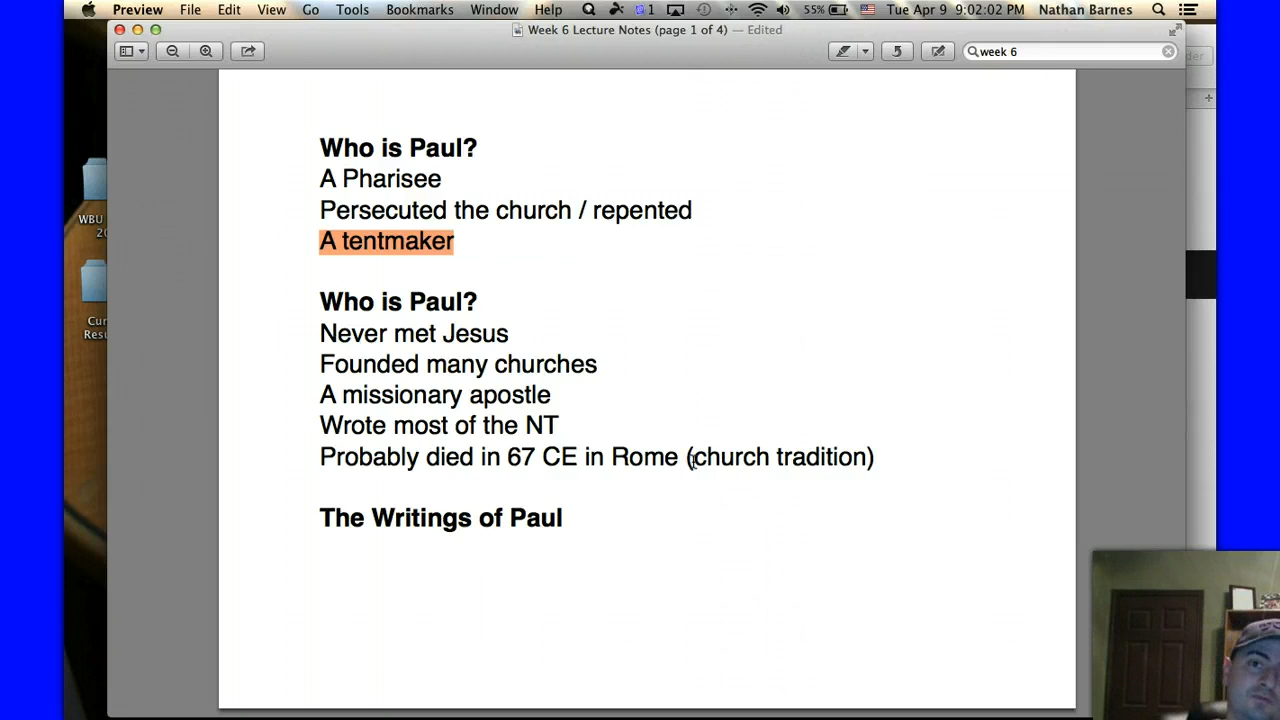 Preview File Edit View Go Tools Bookmarks Window Help 1 55% Tue Apr 9 9:02:02 PM Nathan Barnes
Week 6 Lecture Notes (page 1 of 4) — Edited
week 6
Who is Paul?
A Pharisee
Persecuted the church / repented
A tentmaker
Who is Paul?
Never met Jesus
Founded many churches
A missionary apostle
Wrote most of the NT
Probably died in 67 CE in Rome (church tradition)
The Writings of Paul
WBU